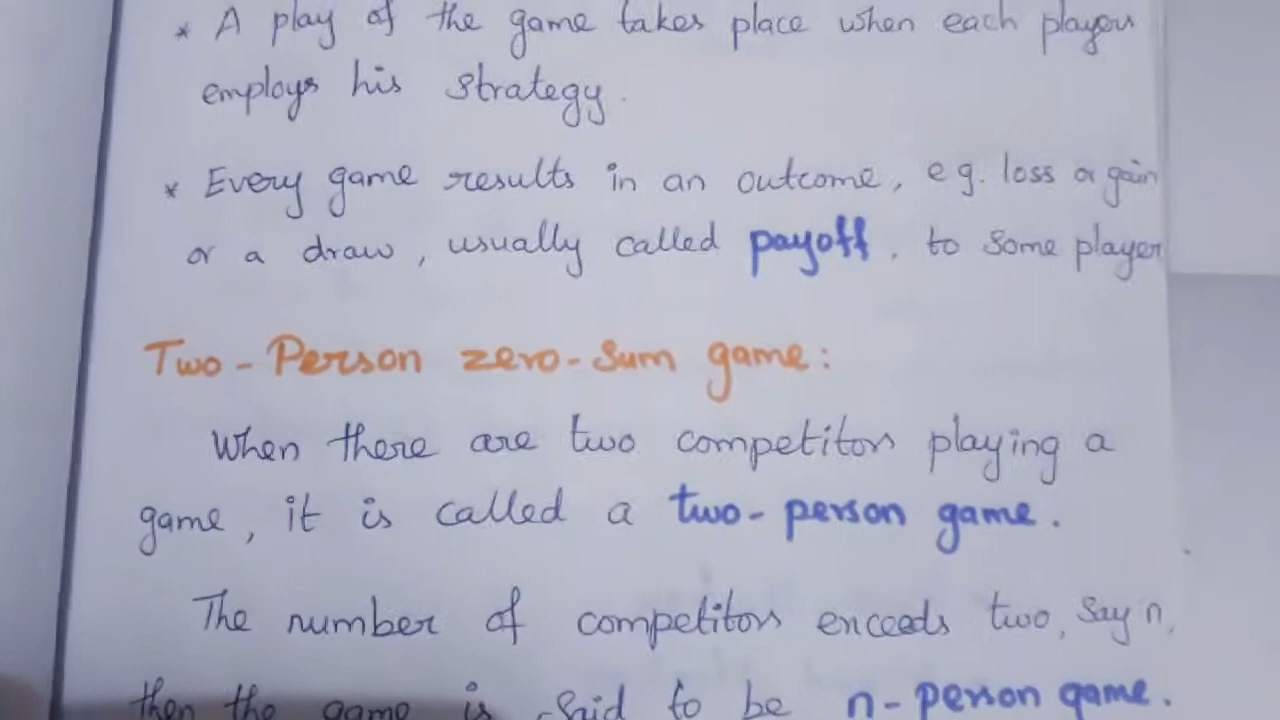 * A play of the game takes place when each player
employs his strategy.
* Every game results in an outcome, eg. loss or gain
or a draw, usually called payoff. to some player
Two-Person zero-sum game:
When there are two competitors playing a
game, it is called a two-person game.
The number of competitors exceeds two, say n,
then the game is said to be n-person game.